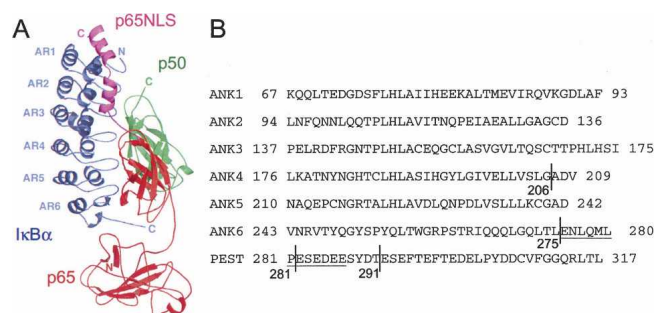 A
p65NLS
C
N
AR1
p50
AR2
C
AR3
AR4
AR5
AR6
C
IκBα
N
p65
B
ANK1 67 KQQLTEDGDSFLHLAIIHEEKALTMEVIRQVKGDLAF 93
ANK2 94 LNFQNNLQQTPLHLAVITNQPEIAEALLGAGCD 136
ANK3 137 PELRDFRGNTPLHLACEQGCLASVGVLTQSCTTPHLHSI 175
ANK4 176 LKATNYNGHTCLHLASIHGYLGIVELLVSLGADV 209
206
ANK5 210 NAQEPCNGRTALHLAVDLQNPDLVSLLLKCGAD 242
ANK6 243 VNRVTYQGYSPYQLTWGRPSTRIQQQLGQLTLENLQML 280
275
PEST 281 PESEDEESYDTESEFTEFTEDELPYDDCVFGGQRLTL 317
281 291